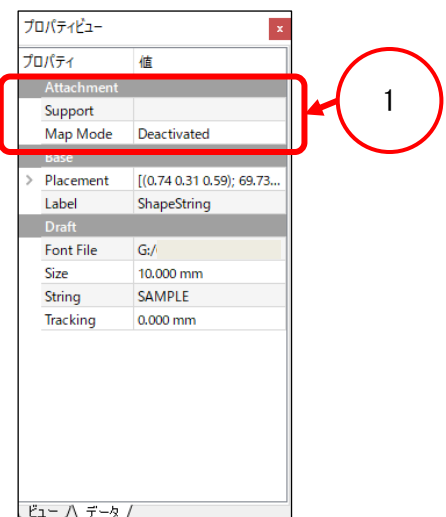 プロパティビュー
x
プロパティ 値
Attachment
Support
Map Mode Deactivated
Base
> Placement [(0.74 0.31 0.59); 69.73...
Label ShapeString
Draft
Font File G:/
Size 10.000 mm
String SAMPLE
Tracking 0.000 mm
ビュー データ
1